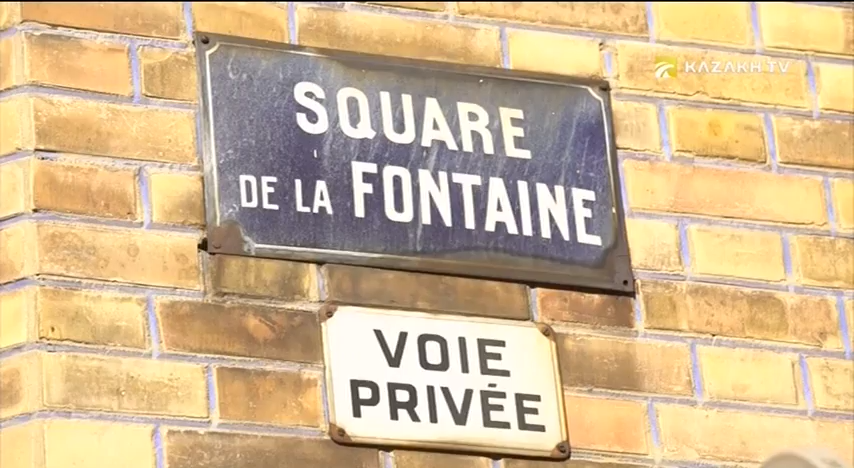 KAZAKH TV
SQUARE
DE LA FONTAINE
VOIE
PRIVÉE